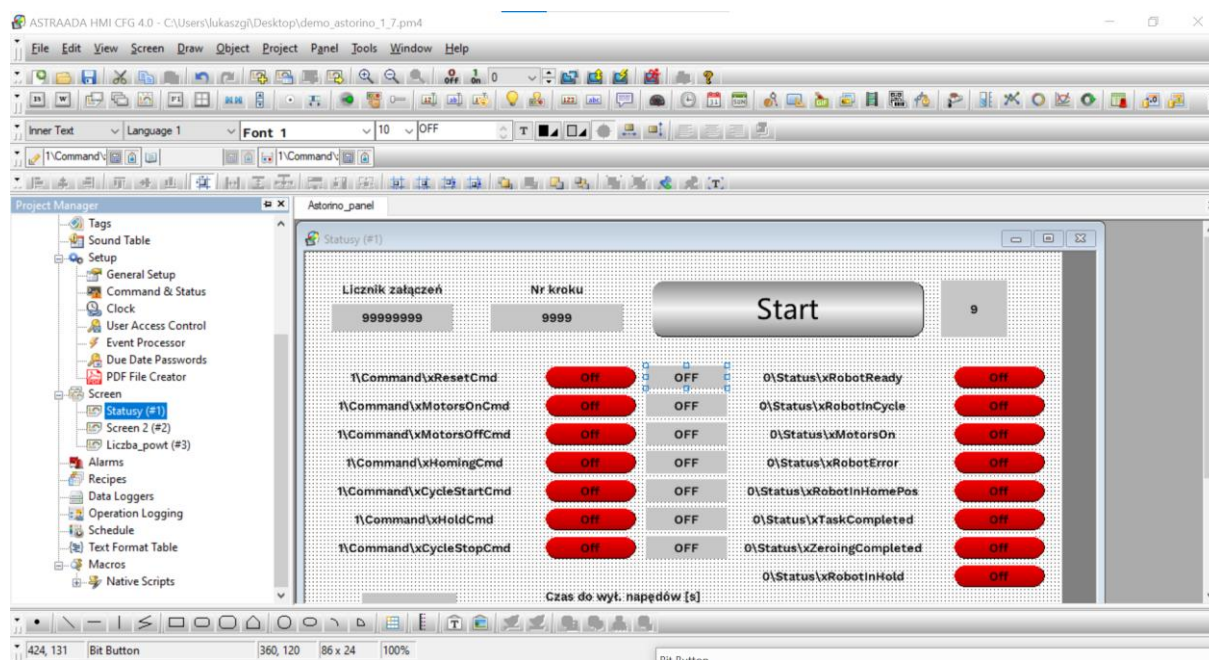 ASTRAADA HMI CFG 4.0 - C:\Users\lukaszgi\Desktop\demo_astorino_1_7.pm4
File Edit View Screen Draw Object Project Panel Tools Window Help
0
Inner Text Language 1 Font 1 10 OFF
1\Command\ 1\Command\
Project Manager
Astorino_panel
Tags
Sound Table
Setup
General Setup
Command & Status
Clock
User Access Control
Event Processor
Due Date Passwords
PDF File Creator
Screen
Statusy (#1)
Screen 2 (#2)
Liczba_powt (#3)
Alarms
Recipes
Data Loggers
Operation Logging
Schedule
Text Format Table
Macros
Native Scripts
Statusy (#1)
Licznik załączeń Nr kroku
99999999 9999 Start 9
1\Command\xResetCmd Off OFF 0\Status\xRobotReady Off
1\Command\xMotorsOnCmd Off OFF 0\Status\xRobotInCycle Off
1\Command\xMotorsOffCmd Off OFF 0\Status\xMotorsOn Off
1\Command\xHomingCmd Off OFF 0\Status\xRobotError Off
1\Command\xCycleStartCmd Off OFF 0\Status\xRobotInHomePos Off
1\Command\xHoldCmd Off OFF 0\Status\xTaskCompleted Off
1\Command\xCycleStopCmd Off OFF 0\Status\xZeroingCompleted Off
0\Status\xRobotInHold Off
Czas do wył. napędów [s]
424, 131 Bit Button 360, 120 86 x 24 100%
Bit Button